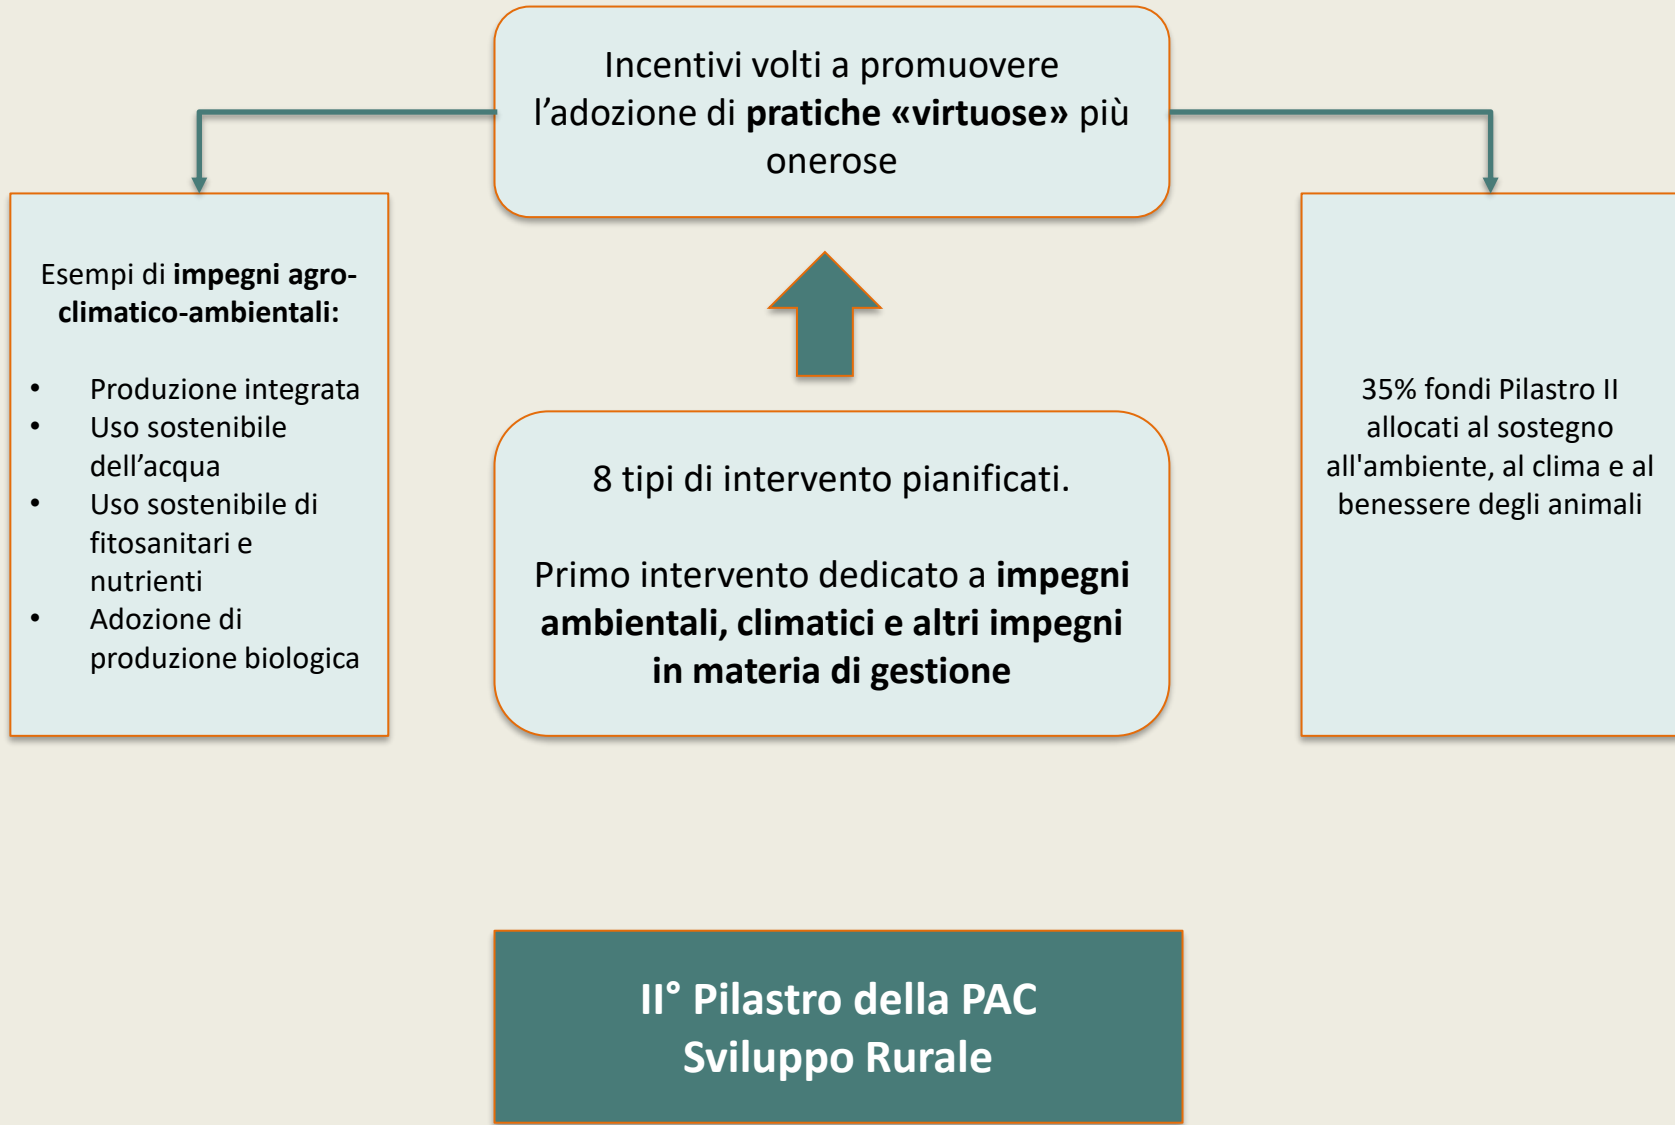 Incentivi volti a promuovere
l’adozione di pratiche «virtuose» più
onerose
Esempi di impegni agro-
climatico-ambientali:
• Produzione integrata
• Uso sostenibile
dell’acqua
• Uso sostenibile di
fitosanitari e
nutrienti
• Adozione di
produzione biologica
8 tipi di intervento pianificati.
Primo intervento dedicato a impegni
ambientali, climatici e altri impegni
in materia di gestione
35% fondi Pilastro II
allocati al sostegno
all'ambiente, al clima e al
benessere degli animali
II° Pilastro della PAC
Sviluppo Rurale